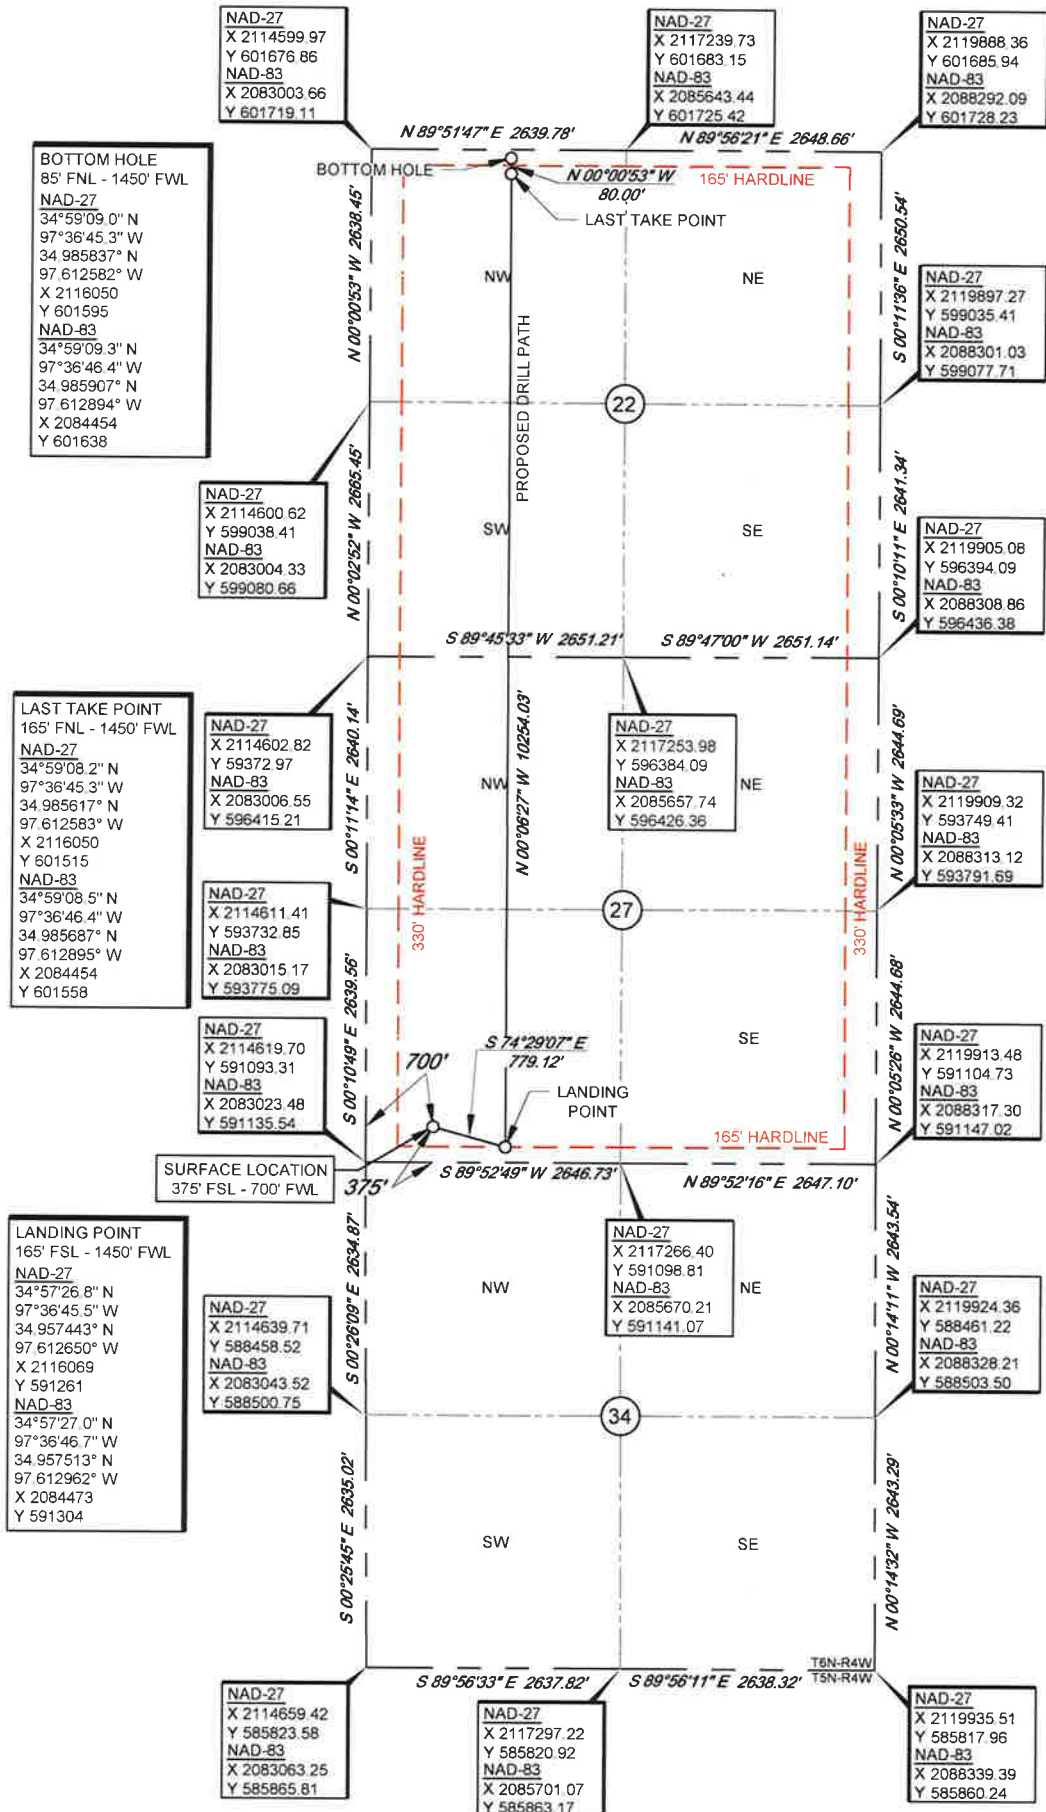 NAD-27
X 2114599.97
Y 601676.86
NAD-83
X 2083003.66
Y 601719.11
NAD-27
X 2117239.73
Y 601683.15
NAD-83
X 2085643.44
Y 601725.42
NAD-27
X 2119888.36
Y 601685.94
NAD-83
X 2088292.09
Y 601728.23
N 89°51'47" E 2639.78'
N 89°56'21" E 2648.66'
BOTTOM HOLE
85' FNL - 1450' FWL
NAD-27
34°59'09.0" N
97°36'45.3" W
34.985837° N
97.612582° W
X 2116050
Y 601595
NAD-83
34°59'09.3" N
97°36'46.4" W
34.985907° N
97.612894° W
X 2084454
Y 601638
BOTTOM HOLE
N 00°00'53" W
80.00'
165' HARDLINE
LAST TAKE POINT
N 00°00'53" W 2638.45'
S 00°11'36" E 2650.54'
NW
NE
PROPOSED DRILL PATH
NAD-27
X 2119897.27
Y 599035.41
NAD-83
X 2088301.03
Y 599077.71
22
NAD-27
X 2114600.62
Y 599038.41
NAD-83
X 2083004.33
Y 599080.66
N 00°02'52" W 2665.45'
SW
SE
S 00°10'11" E 2641.34'
NAD-27
X 2119905.08
Y 596394.09
NAD-83
X 2088308.86
Y 596436.38
S 89°45'33" W 2651.21'
S 89°47'00" W 2651.14'
LAST TAKE POINT
165' FNL - 1450' FWL
NAD-27
34°59'08.2" N
97°36'45.3" W
34.985617° N
97.612583° W
X 2116050
Y 601515
NAD-83
34°59'08.5" N
97°36'46.4" W
34.985687° N
97.612895° W
X 2084454
Y 601558
NAD-27
X 2114602.82
Y 59372.97
NAD-83
X 2083006.55
Y 596415.21
S 00°11'14" E 2640.14'
NW
N 00°06'27" W 10254.03'
NAD-27
X 2117253.98
Y 596384.09
NAD-83
X 2085657.74
Y 596426.36
NE
N 00°05'33" W 2644.69'
NAD-27
X 2119909.32
Y 593749.41
NAD-83
X 2088313.12
Y 593791.69
330' HARDLINE
27
330' HARDLINE
NAD-27
X 2114611.41
Y 593732.85
NAD-83
X 2083015.17
Y 593775.09
S 00°10'49" E 2639.56'
N 00°05'26" W 2644.68'
NAD-27
X 2114619.70
Y 591093.31
NAD-83
X 2083023.48
Y 591135.54
700'
S 74°29'07" E
779.12'
SE
LANDING
POINT
NAD-27
X 2119913.48
Y 591104.73
NAD-83
X 2088317.30
Y 591147.02
165' HARDLINE
SURFACE LOCATION
375' FSL - 700' FWL
375'
S 89°52'49" W 2646.73'
N 89°52'16" E 2647.10'
LANDING POINT
165' FSL - 1450' FWL
NAD-27
34°57'26.8" N
97°36'45.5" W
34.957443° N
97.612650° W
X 2116069
Y 591261
NAD-83
34°57'27.0" N
97°36'46.7" W
34.957513° N
97.612962° W
X 2084473
Y 591304
S 00°26'09" E 2634.87'
NW
NAD-27
X 2117266.40
Y 591098.81
NAD-83
X 2085670.21
Y 591141.07
NE
N 00°14'11" W 2643.54'
NAD-27
X 2114639.71
Y 588458.52
NAD-83
X 2083043.52
Y 588500.75
NAD-27
X 2119924.36
Y 588461.22
NAD-83
X 2088328.21
Y 588503.50
34
S 00°25'45" E 2635.02'
SW
SE
N 00°14'32" W 2643.29'
S 89°56'33" E 2637.82'
S 89°56'11" E 2638.32'
T6N-R4W
T5N-R4W
NAD-27
X 2114659.42
Y 585823.58
NAD-83
X 2083063.25
Y 585865.81
NAD-27
X 2117297.22
Y 585820.92
NAD-83
X 2085701.07
Y 585863.17
NAD-27
X 2119935.51
Y 585817.96
NAD-83
X 2088339.39
Y 585860.24